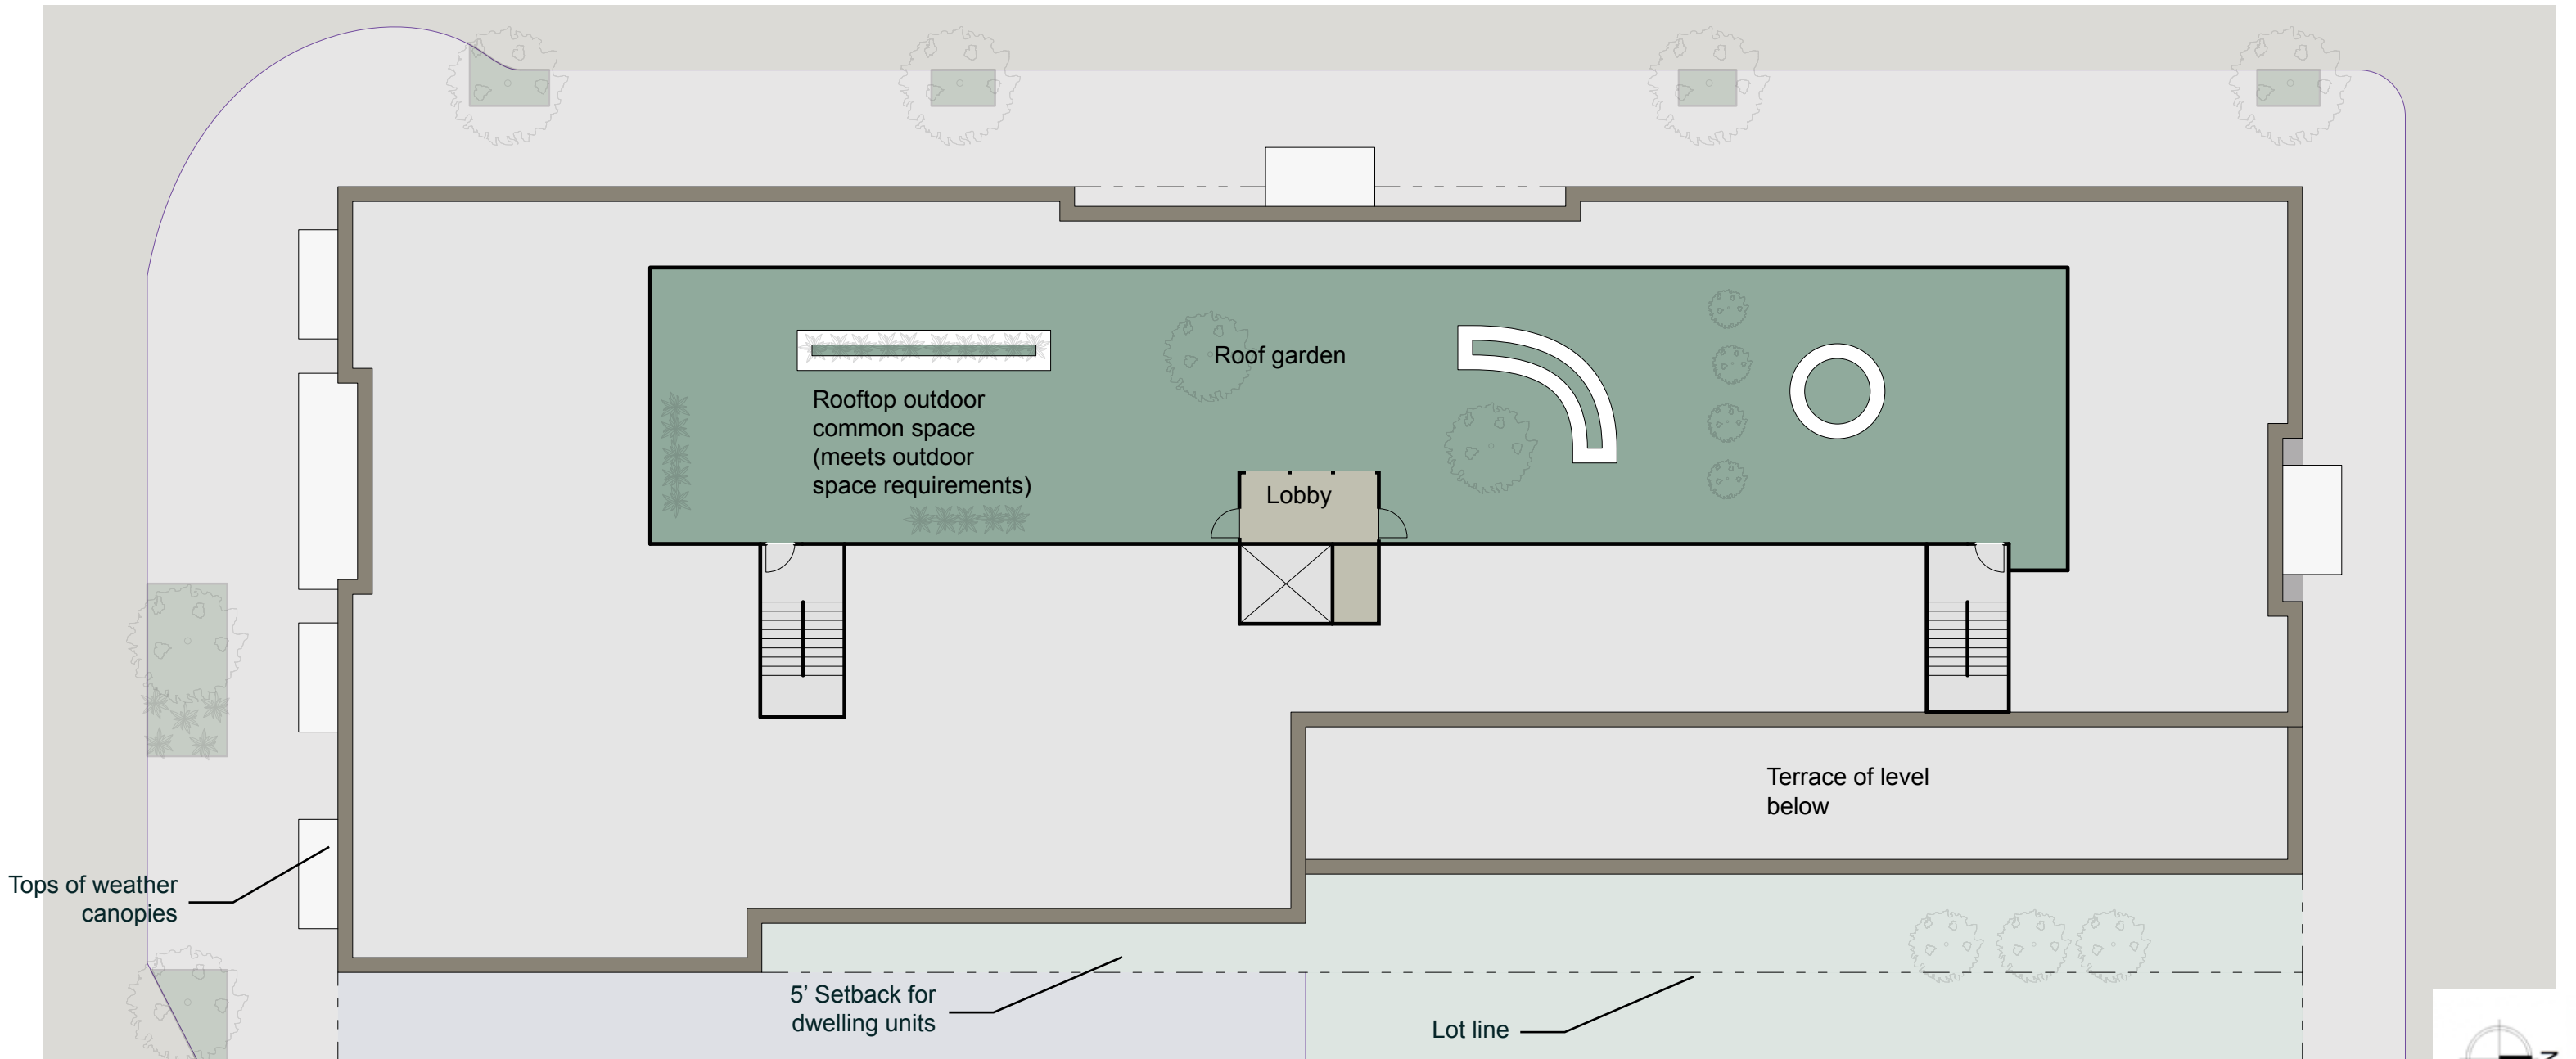 Roof garden
Rooftop outdoor
common space
(meets outdoor
space requirements)
Lobby
Terrace of level
below
Tops of weather
canopies
5’ Setback for
dwelling units
Lot line